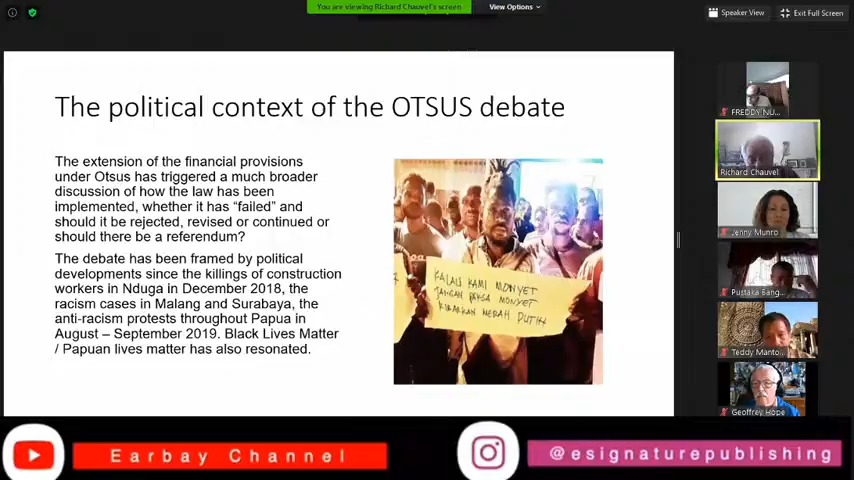 You are viewing Richard Chauvel's screen
View Options
Speaker View
Exit Full Screen
The political context of the OTSUS debate
The extension of the financial provisions
under Otsus has triggered a much broader
discussion of how the law has been
implemented, whether it has “failed” and
should it be rejected, revised or continued or
should there be a referendum?
The debate has been framed by political
developments since the killings of construction
workers in Nduga in December 2018, the
racism cases in Malang and Surabaya, the
anti-racism protests throughout Papua in
August – September 2019. Black Lives Matter
/ Papuan lives matter has also resonated.
KALAU KAMI MONYET
JANGAN PAKSA MONYET
KIBARKAN MERAH PUTIH
FREDDY NU...
Richard Chauvel
Jenny Munro
Pustaka Bang...
Teddy Manto...
Geoffrey Hope
Earbay Channel
@esignaturepublishing